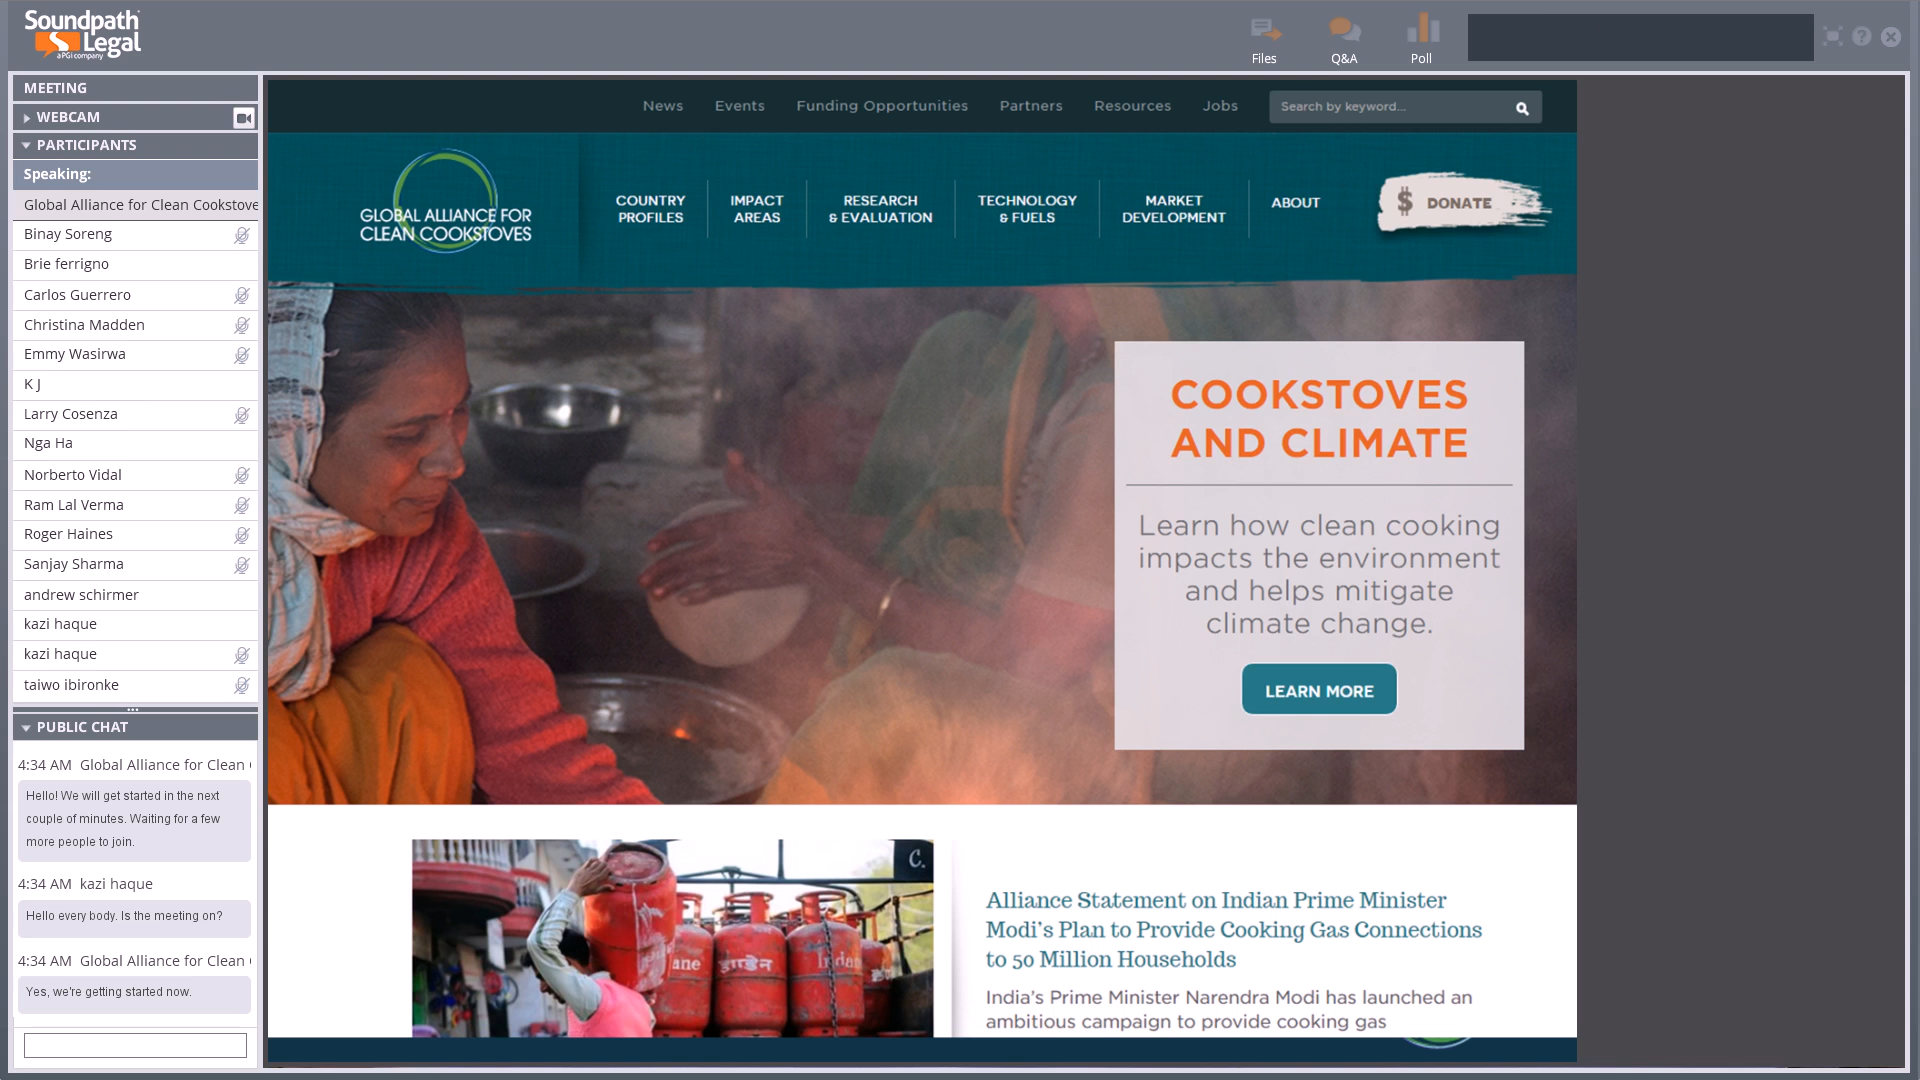 Soundpath
Legal
a PGi company
Files
Q&A
Poll
MEETING
WEBCAM
PARTICIPANTS
Speaking:
Global Alliance for Clean Cookstove
Binay Soreng
Brie ferrigno
Carlos Guerrero
Christina Madden
Emmy Wasirwa
K J
Larry Cosenza
Nga Ha
Norberto Vidal
Ram Lal Verma
Roger Haines
Sanjay Sharma
andrew schirmer
kazi haque
kazi haque
taiwo ibironke
PUBLIC CHAT
4:34 AM Global Alliance for Clean
Hello! We will get started in the next
couple of minutes. Waiting for a few
more people to join.
4:34 AM kazi haque
Hello every body. Is the meeting on?
4:34 AM Global Alliance for Clean
Yes, we're getting started now.
News Events Funding Opportunities Partners Resources Jobs Search by keyword...
GLOBAL ALLIANCE FOR
CLEAN COOKSTOVES
COUNTRY
PROFILES
IMPACT
AREAS
RESEARCH
& EVALUATION
TECHNOLOGY
& FUELS
MARKET
DEVELOPMENT
ABOUT
$ DONATE
COOKSTOVES
AND CLIMATE
Learn how clean cooking
impacts the environment
and helps mitigate
climate change.
LEARN MORE
C.
ane
इण्डेन
Indane
Alliance Statement on Indian Prime Minister
Modi's Plan to Provide Cooking Gas Connections
to 50 Million Households
India's Prime Minister Narendra Modi has launched an
ambitious campaign to provide cooking gas